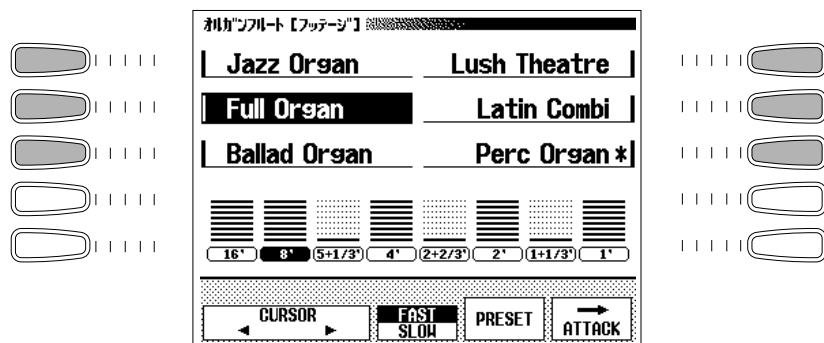 オルガンフルート【フッテージ】
Jazz Organ Lush Theatre
Full Organ Latin Combi
Ballad Organ Perc Organ *
16' 8' (5+1/3') 4' (2+2/3') 2' (1+1/3') 1'
CURSOR FAST PRESET →
◄ ► SLOW ATTACK